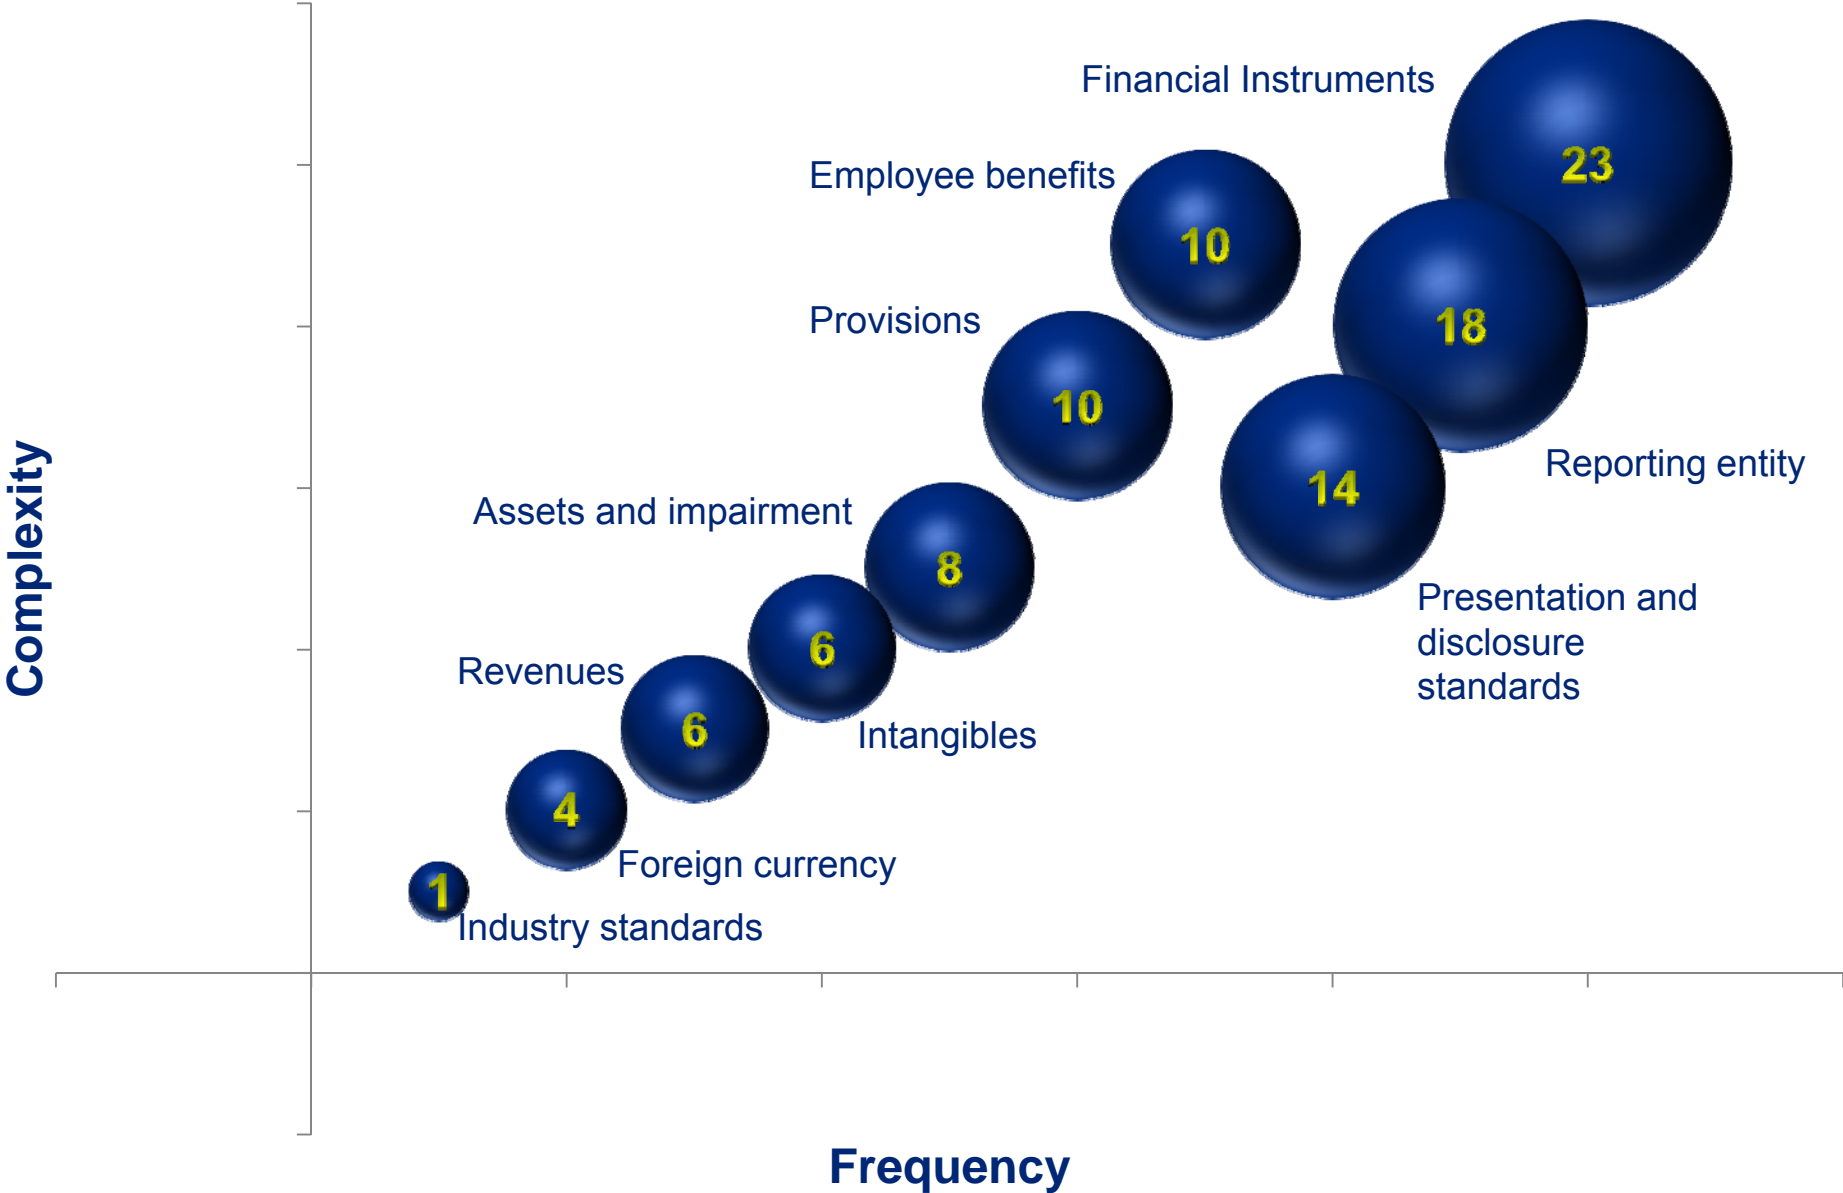 Financial Instruments
23
Employee benefits
10
Provisions
18
10
Reporting entity
14
Assets and impairment
8
Presentation and
disclosure
standards
6
Revenues
6
Intangibles
4
Foreign currency
1
Industry standards
Complexity
Frequency